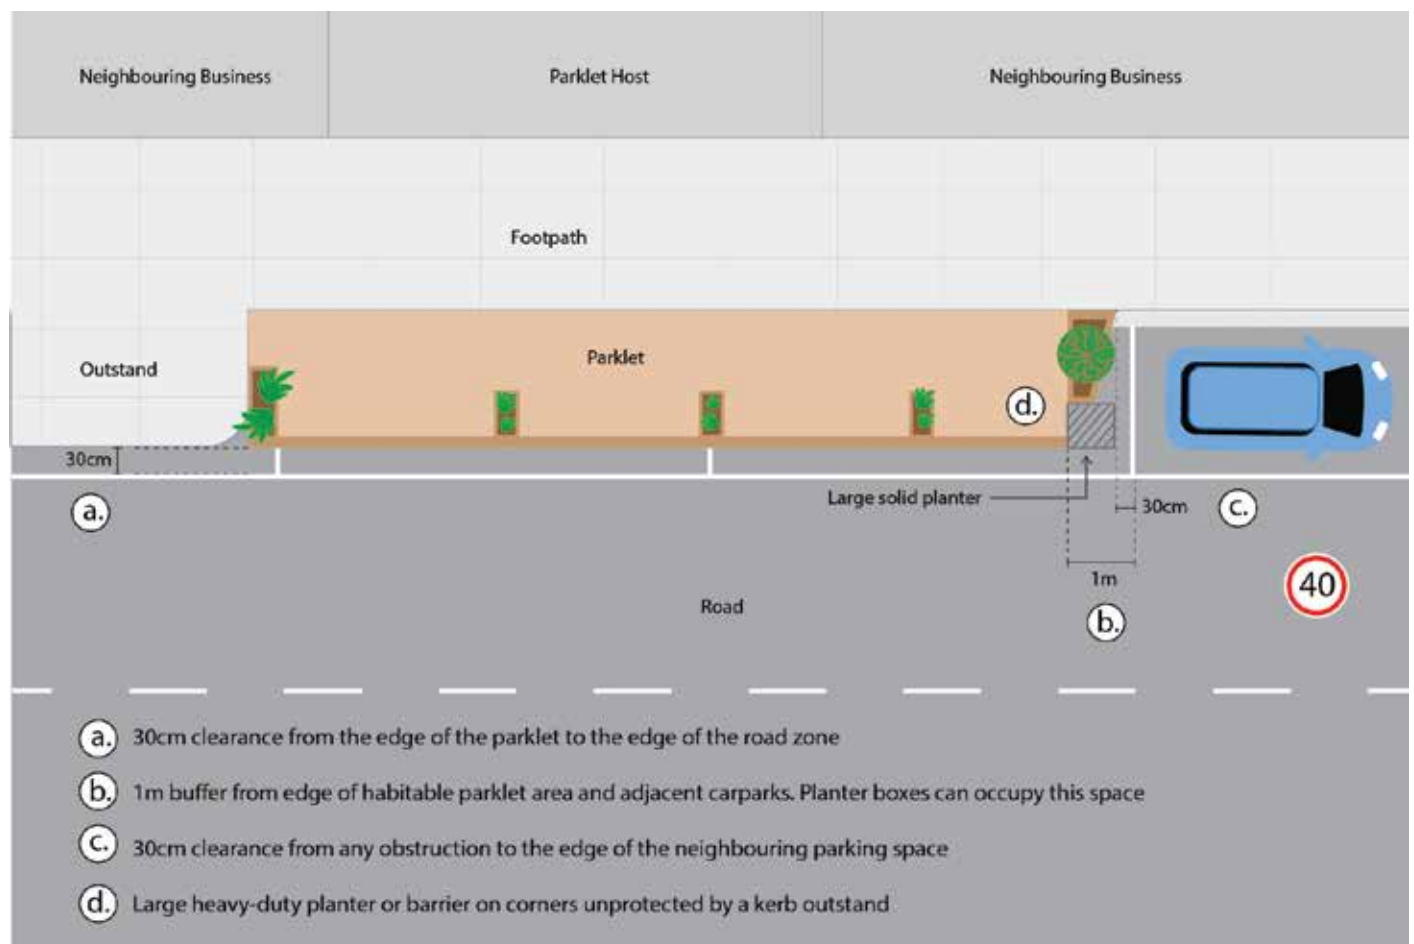 Neighbouring Business
Parklet Host
Neighbouring Business
Footpath
Outstand
Parklet
d.
30cm
a.
Large solid planter
30cm
c.
1m
b.
40
Road
a. 30cm clearance from the edge of the parklet to the edge of the road zone
b. 1m buffer from edge of habitable parklet area and adjacent carparks. Planter boxes can occupy this space
c. 30cm clearance from any obstruction to the edge of the neighbouring parking space
d. Large heavy-duty planter or barrier on corners unprotected by a kerb outstand